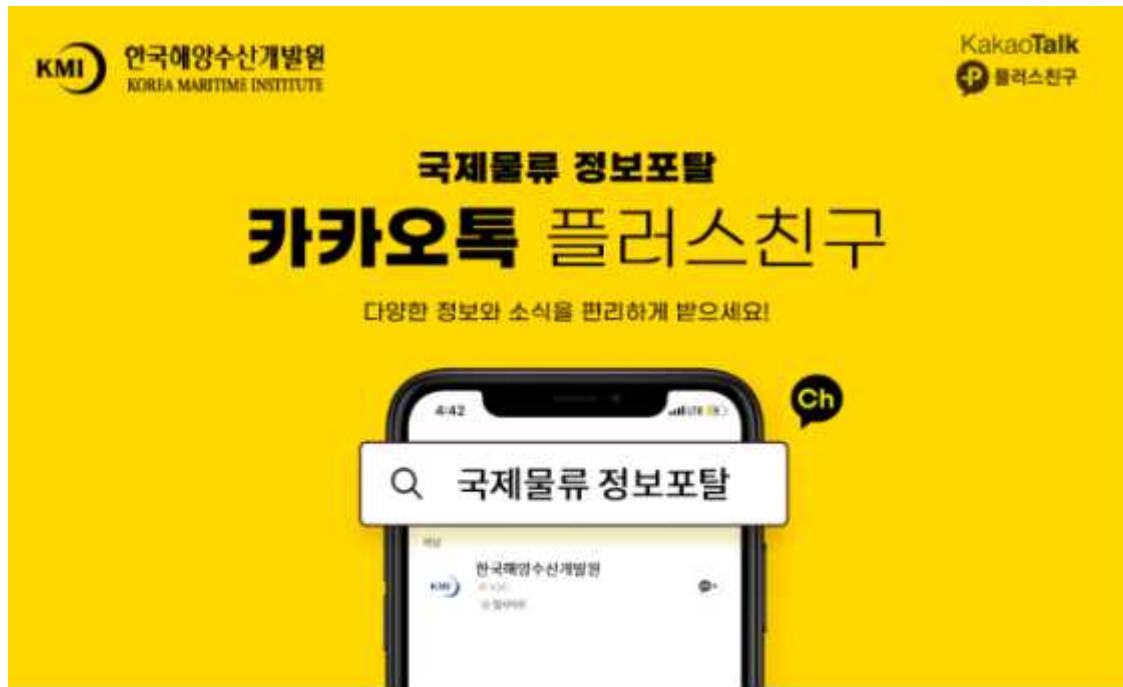 KMI
한국해양수산개발원
KOREA MARITIME INSTITUTE
KakaoTalk
플러스친구
국제물류 정보포탈
카카오톡 플러스친구
다양한 정보와 소식을 편리하게 받으세요!
4:42
LTE
Ch
국제물류 정보포탈
한국해양수산개발원
KMI